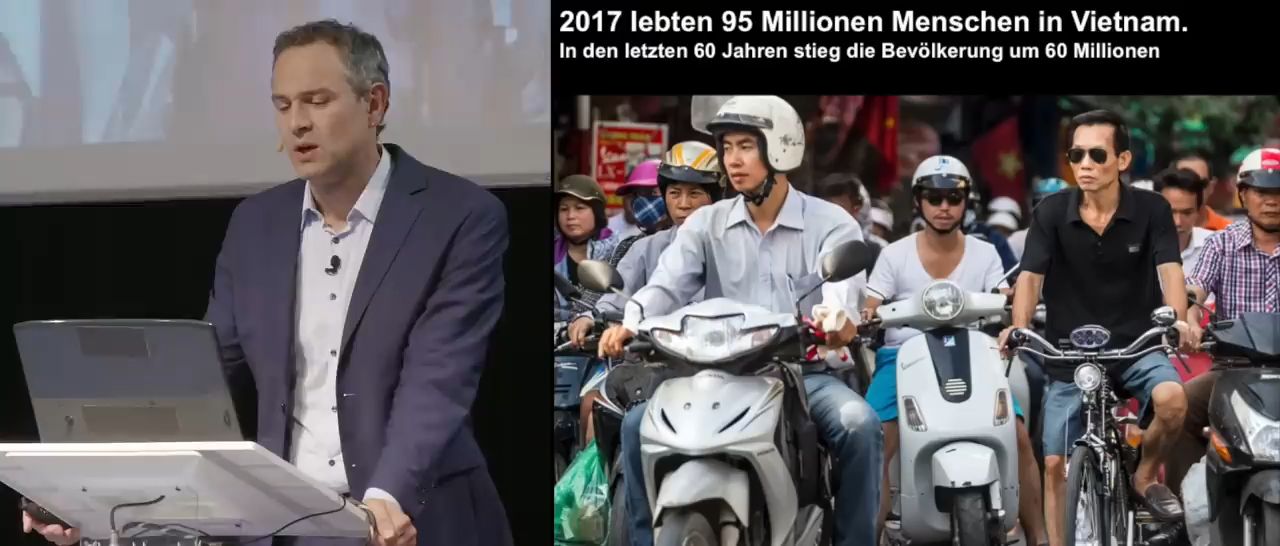 2017 lebten 95 Millionen Menschen in Vietnam.
In den letzten 60 Jahren stieg die Bevölkerung um 60 Millionen